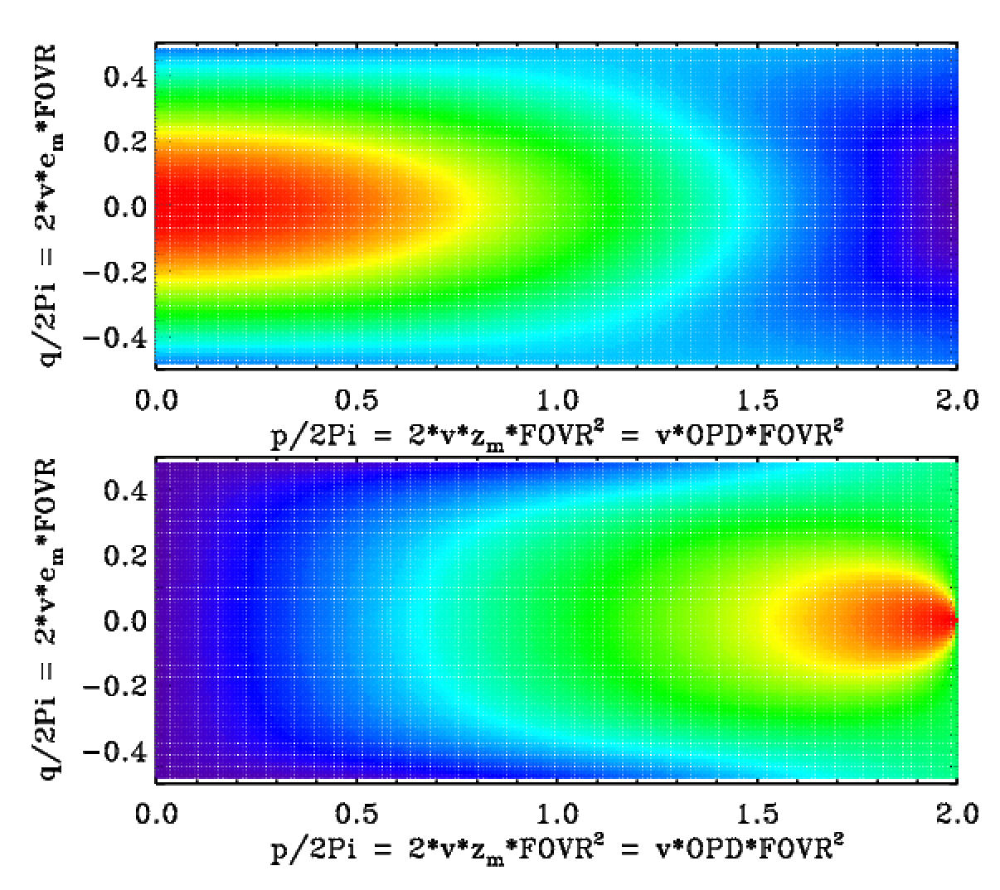 q/2Pi = 2*v*e_m*FOVR
0.4
0.2
0.0
−0.2
−0.4
0.0 0.5 1.0 1.5 2.0
p/2Pi = 2*v*z_m*FOVR² = v*OPD*FOVR²
q/2Pi = 2*v*e_m*FOVR
0.4
0.2
0.0
−0.2
−0.4
0.0 0.5 1.0 1.5 2.0
p/2Pi = 2*v*z_m*FOVR² = v*OPD*FOVR²